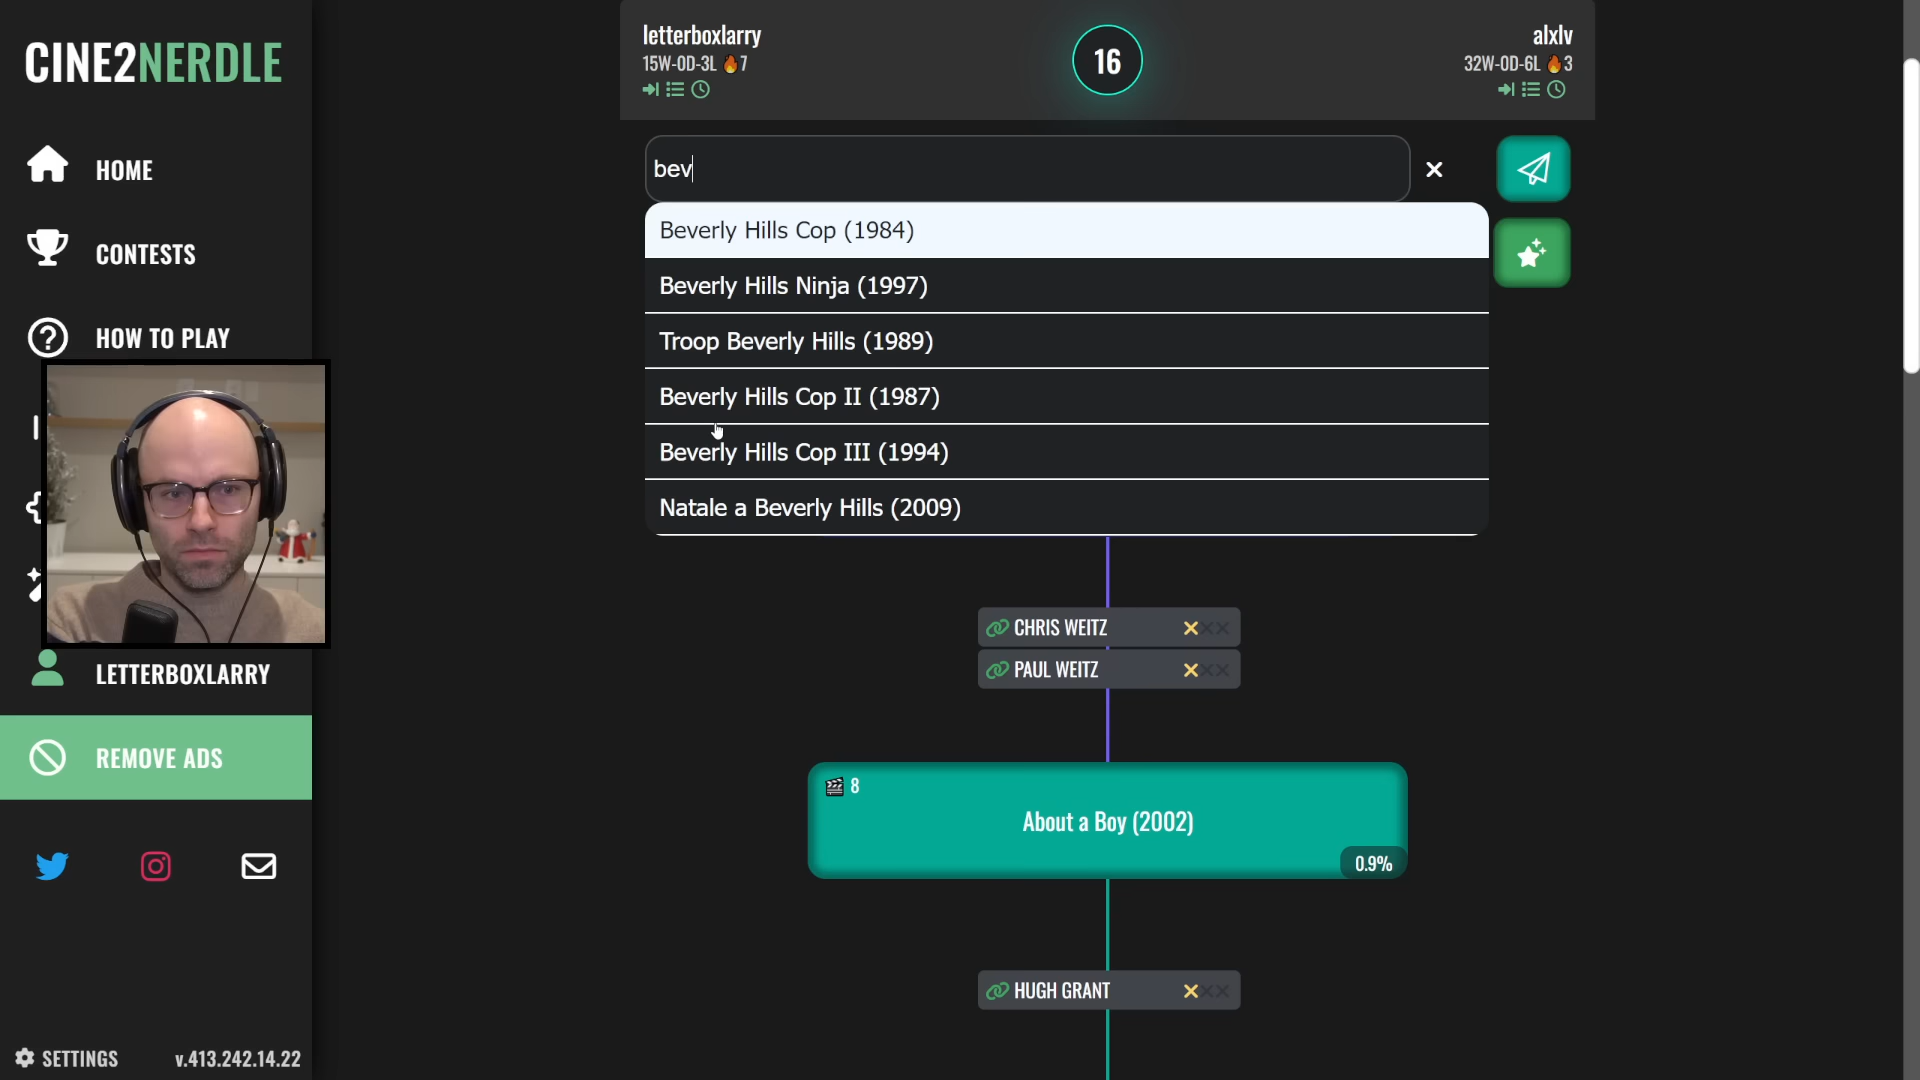 CINE2NERDLE
HOME
CONTESTS
HOW TO PLAY
LETTERBOXLARRY
REMOVE ADS
SETTINGS
v.413.242.14.22
letterboxlarry
15W-0D-3L 🔥7
16
alxlv
32W-0D-6L 🔥3
bev
Beverly Hills Cop (1984)
Beverly Hills Ninja (1997)
Troop Beverly Hills (1989)
Beverly Hills Cop II (1987)
Beverly Hills Cop III (1994)
Natale a Beverly Hills (2009)
CHRIS WEITZ
PAUL WEITZ
8
About a Boy (2002)
0.9%
HUGH GRANT